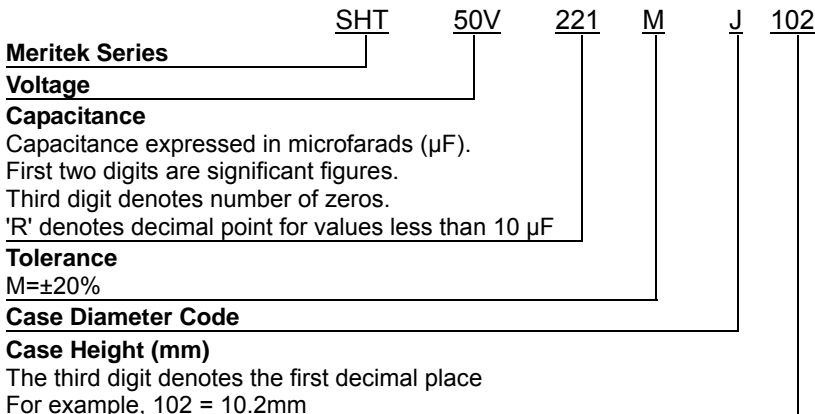 SHT 50V 221 M J 102
Meritek Series
Voltage
Capacitance
Capacitance expressed in microfarads (µF).
First two digits are significant figures.
Third digit denotes number of zeros.
'R' denotes decimal point for values less than 10 µF
Tolerance
M=±20%
Case Diameter Code
Case Height (mm)
The third digit denotes the first decimal place
For example, 102 = 10.2mm